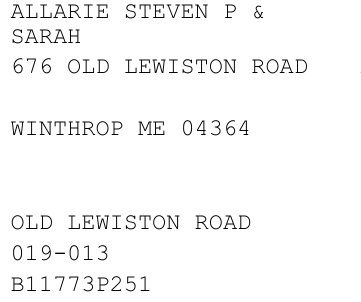 ALLARIE STEVEN P &
SARAH
676 OLD LEWISTON ROAD
WINTHROP ME 04364
OLD LEWISTON ROAD
019-013
B11773P251